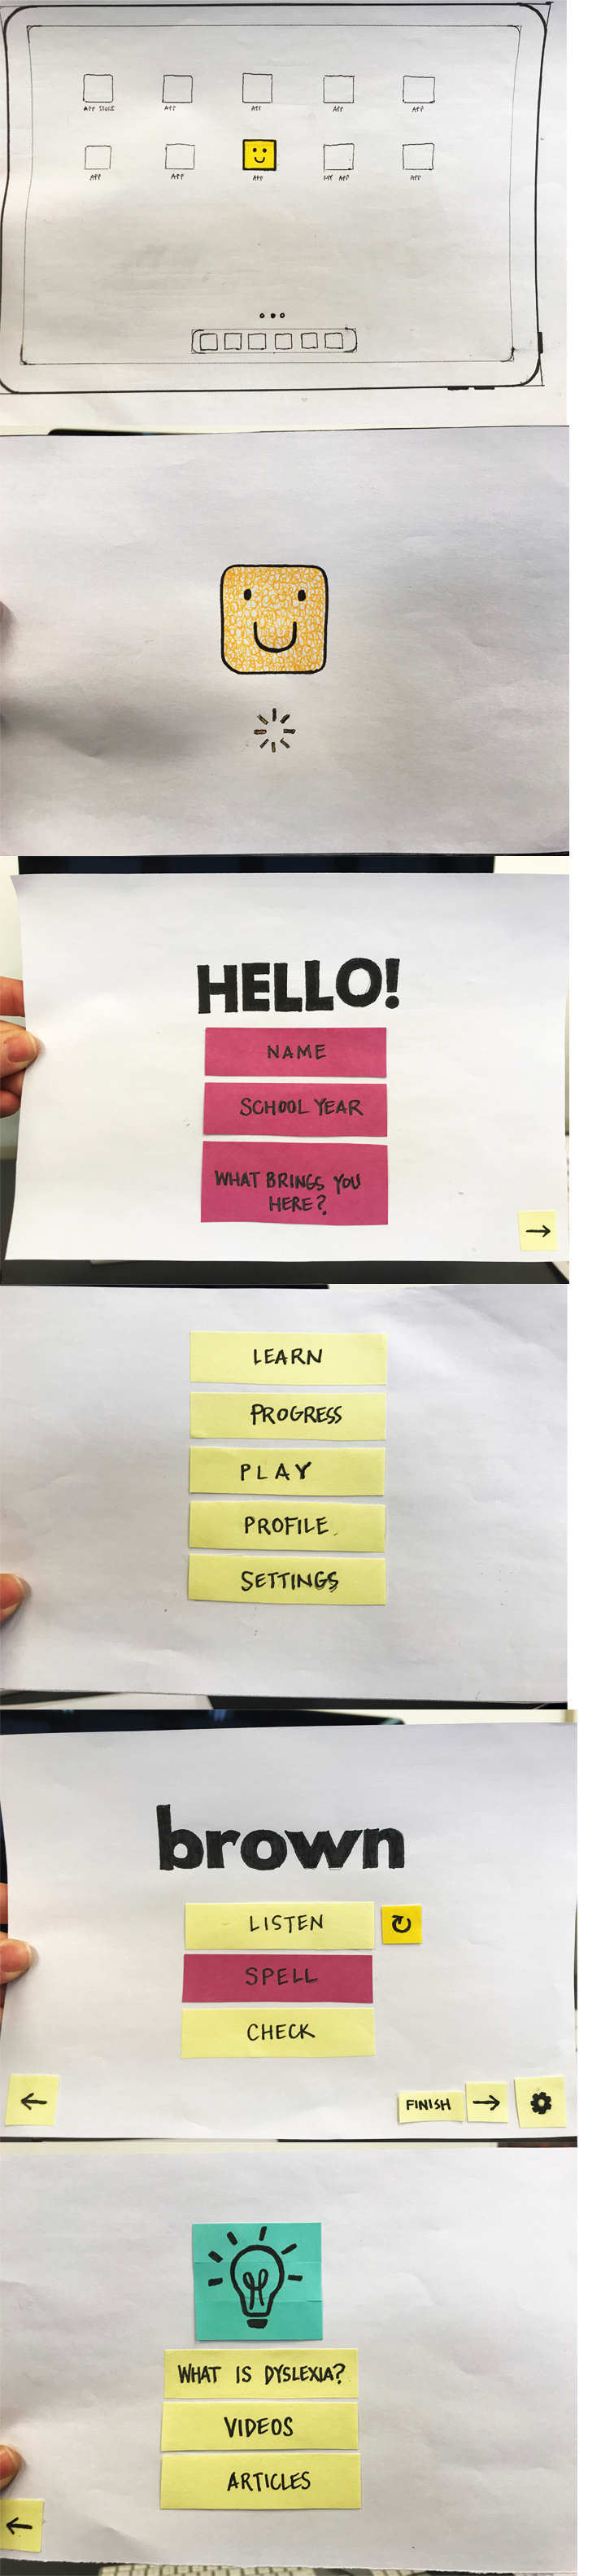 APP STORE
APP
APP
APP
APP
APP
APP
APP
MY APP
APP
HELLO!
NAME
SCHOOL YEAR
WHAT BRINGS YOU
HERE?
LEARN
PROGRESS
PLAY
PROFILE
SETTINGS
brown
LISTEN
SPELL
CHECK
FINISH
WHAT IS DYSLEXIA?
VIDEOS
ARTICLES